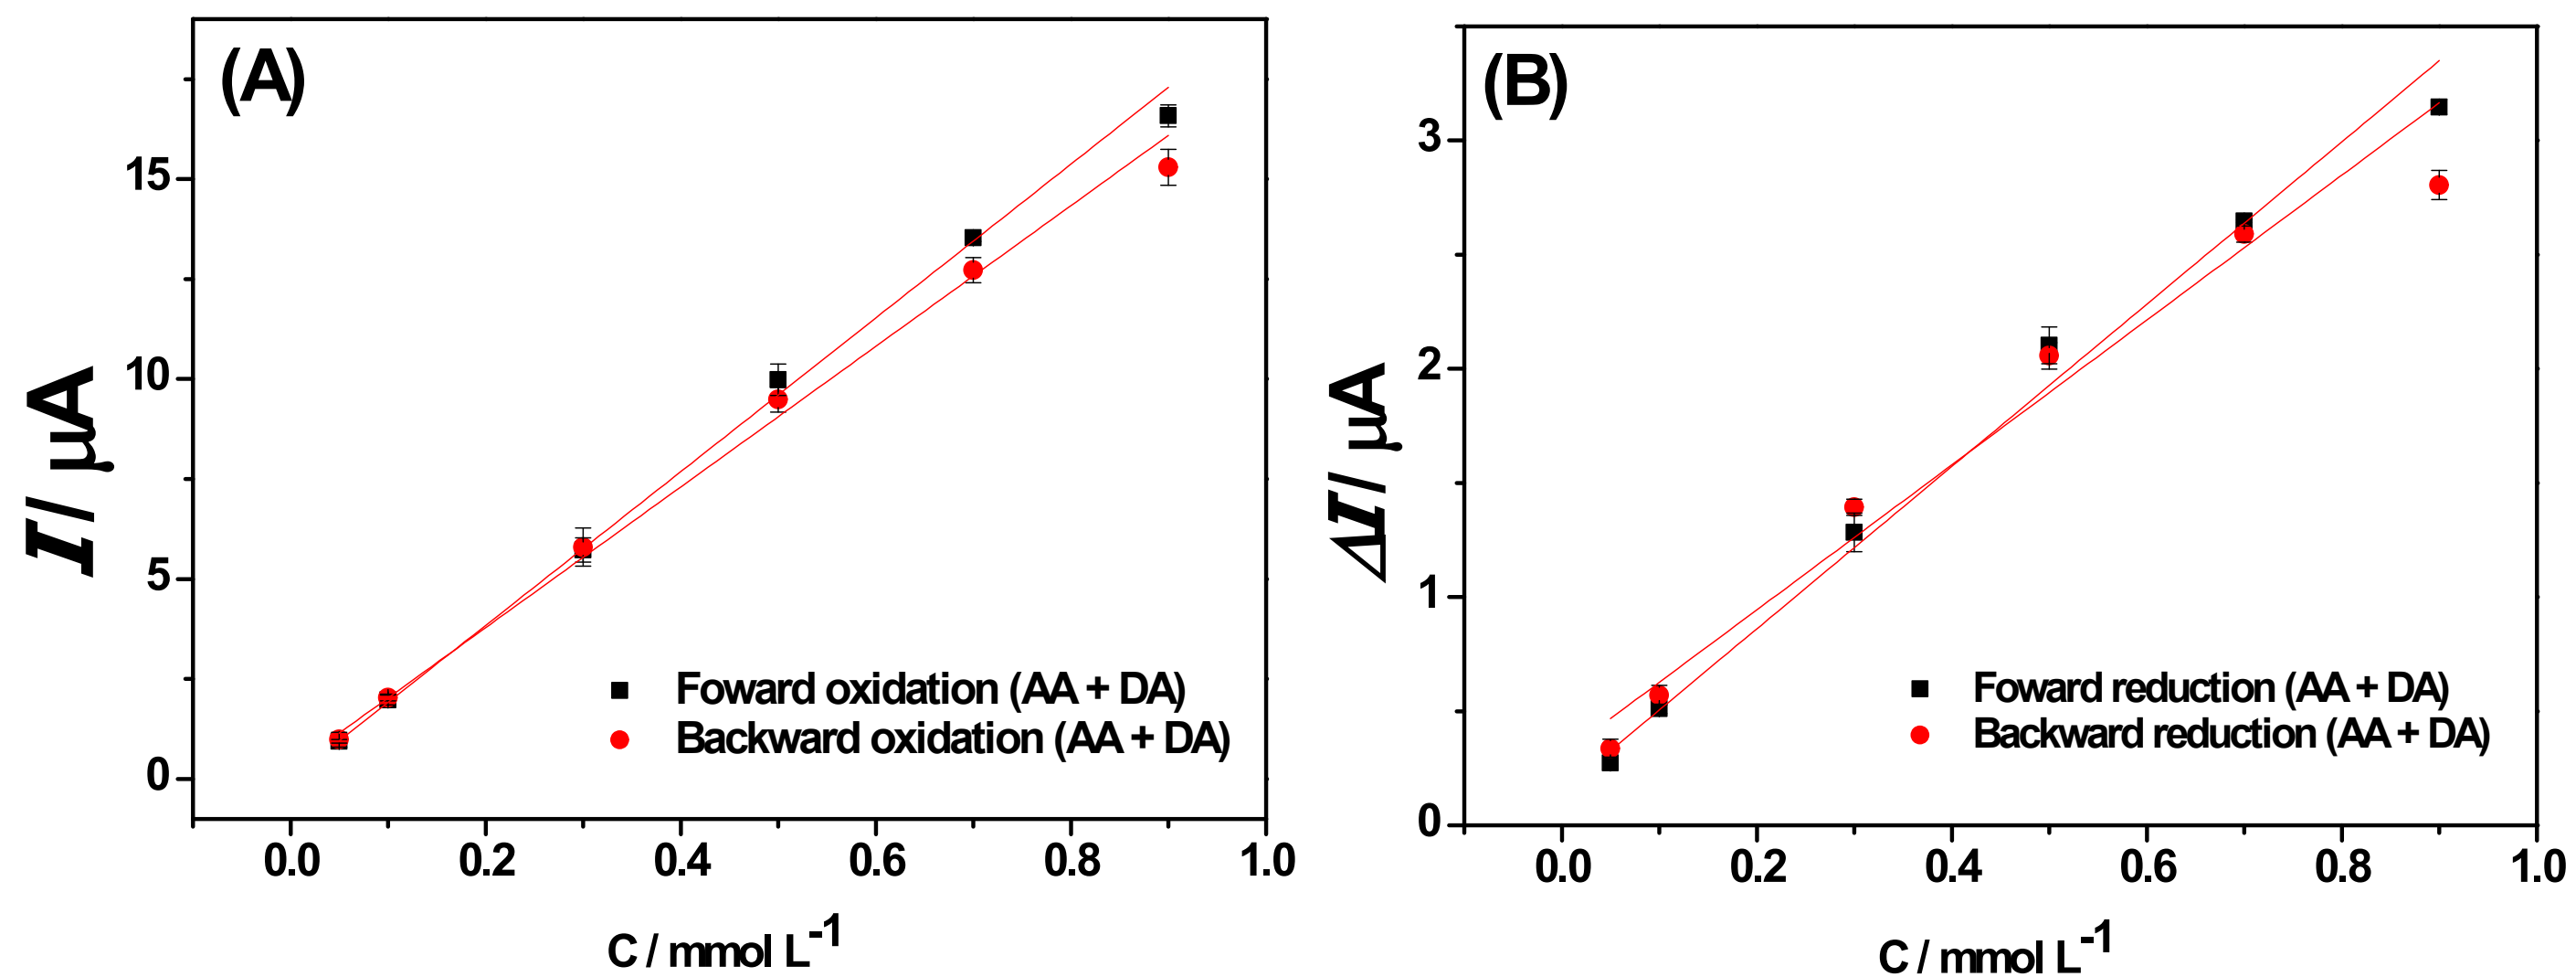 (A)
15
10
5
0
I / µA
Foward oxidation (AA + DA)
Backward oxidation (AA + DA)
0.0 0.2 0.4 0.6 0.8 1.0
C / mmol L-1
(B)
3
2
1
0
ΔI / µA
Foward reduction (AA + DA)
Backward reduction (AA + DA)
0.0 0.2 0.4 0.6 0.8 1.0
C / mmol L-1